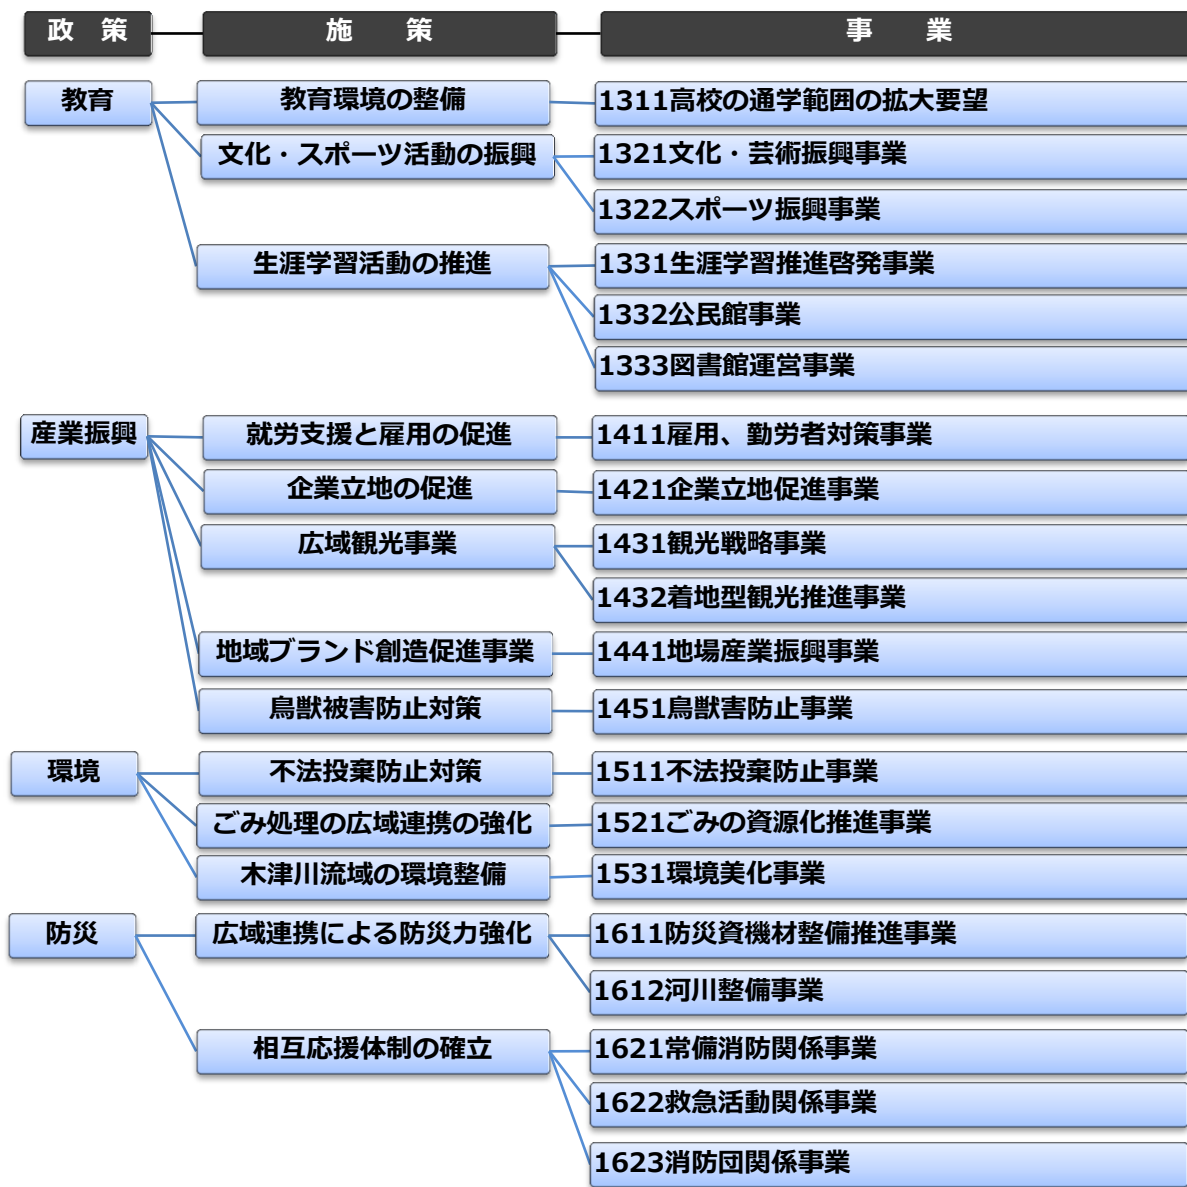 政 策 施 策 事 業
教育 教育環境の整備 1311高校の通学範囲の拡大要望
文化・スポーツ活動の振興 1321文化・芸術振興事業
1322スポーツ振興事業
生涯学習活動の推進 1331生涯学習推進啓発事業
1332公民館事業
1333図書館運営事業
産業振興 就労支援と雇用の促進 1411雇用、勤労者対策事業
企業立地の促進 1421企業立地促進事業
広域観光事業 1431観光戦略事業
1432着地型観光推進事業
地域ブランド創造促進事業 1441地場産業振興事業
鳥獣被害防止対策 1451鳥獣害防止事業
環境 不法投棄防止対策 1511不法投棄防止事業
ごみ処理の広域連携の強化 1521ごみの資源化推進事業
木津川流域の環境整備 1531環境美化事業
防災 広域連携による防災力強化 1611防災資機材整備推進事業
1612河川整備事業
相互応援体制の確立 1621常備消防関係事業
1622救急活動関係事業
1623消防団関係事業